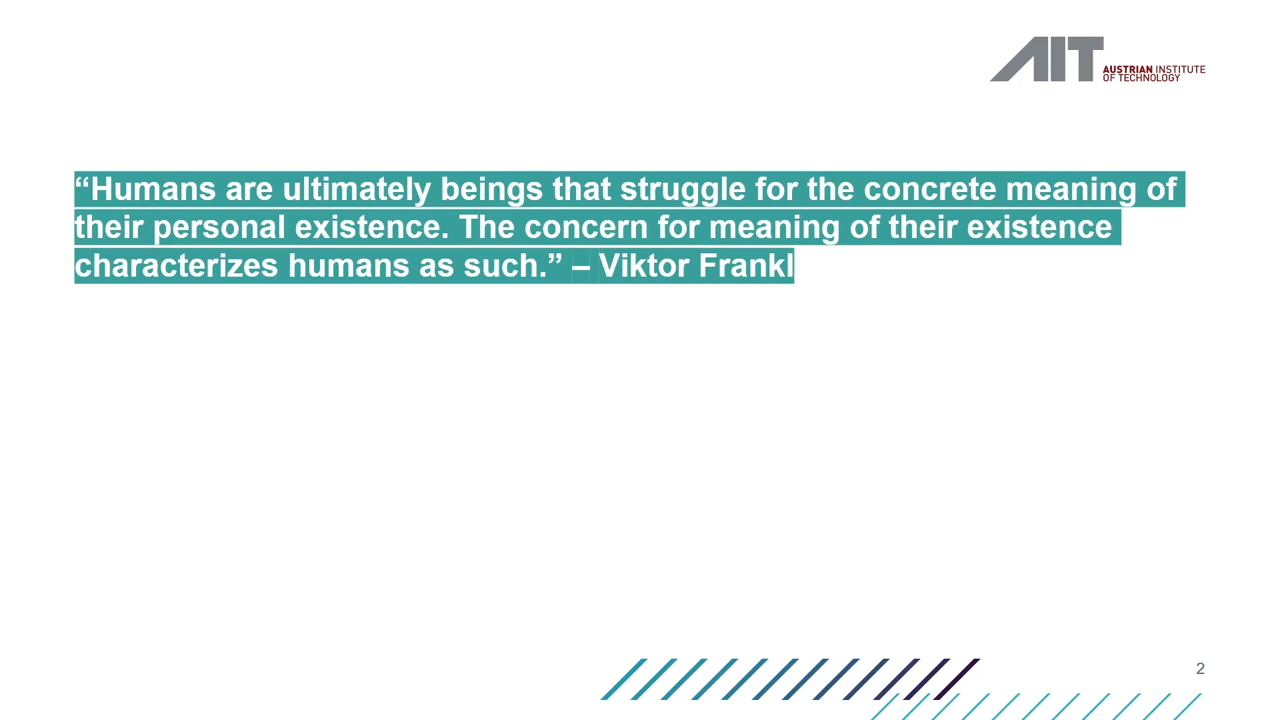 AIT AUSTRIAN INSTITUTE
OF TECHNOLOGY
“Humans are ultimately beings that struggle for the concrete meaning of
their personal existence. The concern for meaning of their existence
characterizes humans as such.” – Viktor Frankl
2